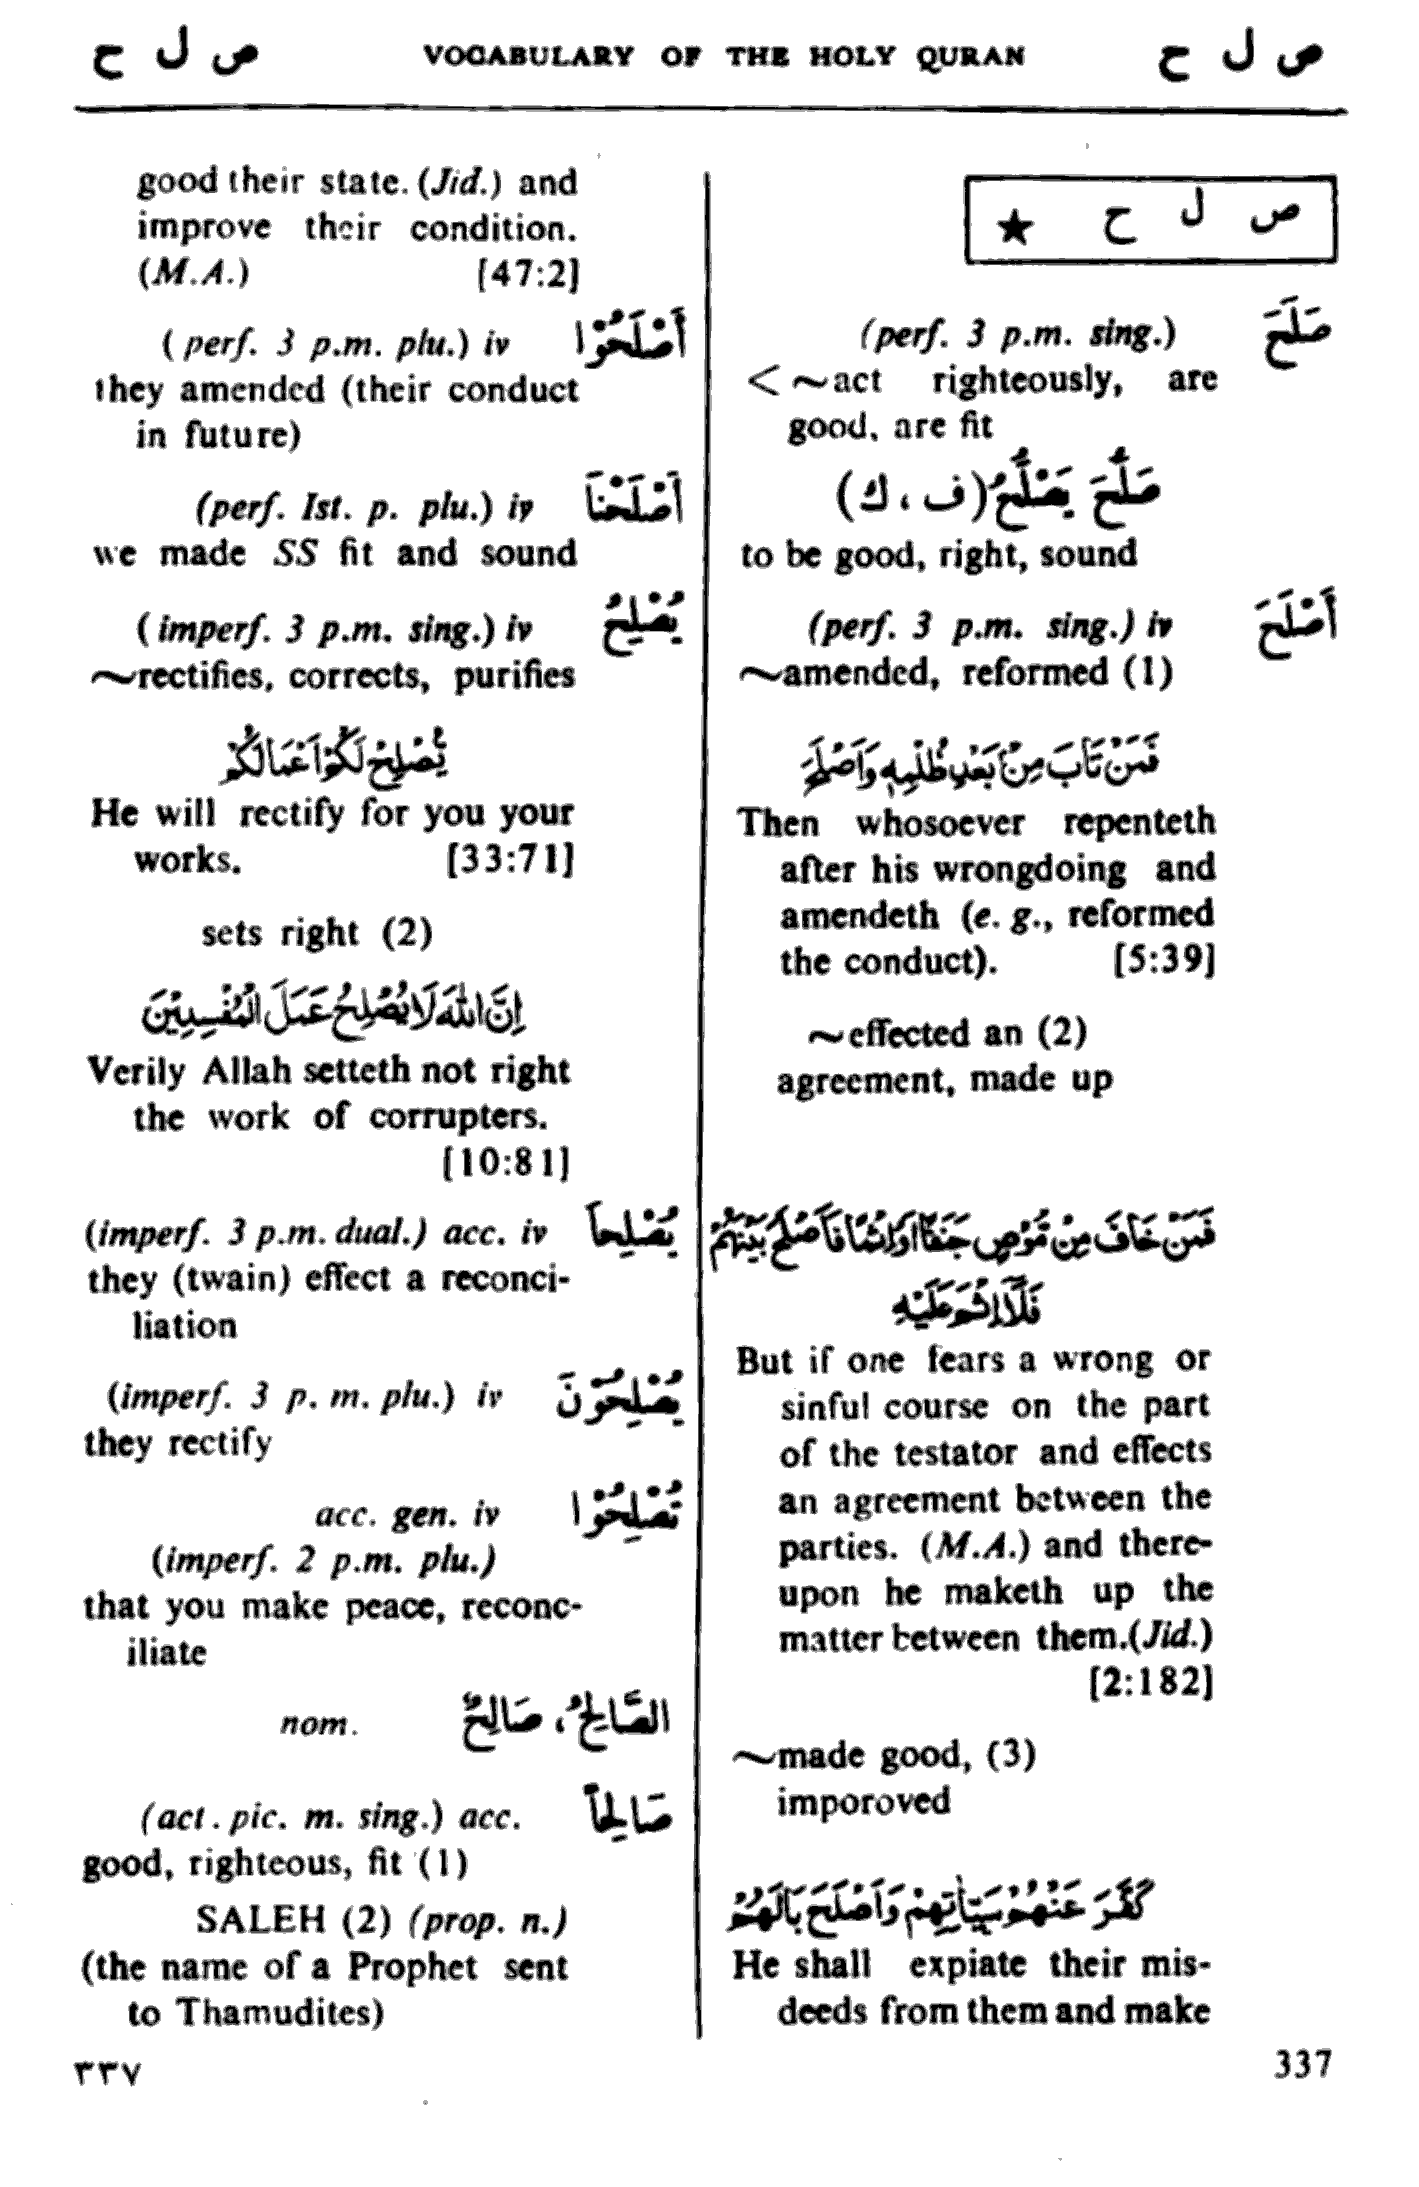 ص ل ح VOCABULARY OF THE HOLY QURAN ص ل ح
ص ل ح ★
صَلَحَ (perf. 3 p.m. sing.)
< ~act righteously, are
good, are fit
صَلَُحَ يَصْلَُحُ (ف ، ك)
to be good, right, sound
أَصْلَحَ (perf. 3 p.m. sing.) iv
~amended, reformed (1)
فَمَنْ تَابَ مِنْ بَعْدِ ظُلْمِهٖ وَاَصْلَحَ
Then whosoever repenteth
after his wrongdoing and
amendeth (e. g., reformed
the conduct). [5:39]
~effected an (2)
agreement, made up
فَمَنْ خَافَ مِنْ مُّوْصٍ جَنَفًا اَوْ اِثْمًا فَاَصْلَحَ بَيْنَهُمْ
فَلَآ اِثْمَ عَلَيْهِ
But if one fears a wrong or
sinful course on the part
of the testator and effects
an agreement between the
parties. (M.A.) and there-
upon he maketh up the
matter between them.(Jid.)
[2:182]
~made good, (3)
imporoved
كَفَّرَ عَنْهُمْ سَيِّاٰتِهِمْ وَاَصْلَحَ بَالَهُمْ
He shall expiate their mis-
deeds from them and make
good their state. (Jid.) and
improve their condition.
(M.A.) [47:2]
أَصْلَحُوْا ( perf. 3 p.m. plu.) iv
they amended (their conduct
in future)
اَصْلَحْنَا (perf. Ist. p. plu.) iv
we made SS fit and sound
يُصْلِحُ ( imperf. 3 p.m. sing.) iv
~rectifies, corrects, purifies
يُّصْلِحْ لَكُمْ اَعْمَالَكُمْ
He will rectify for you your
works. [33:71]
sets right (2)
اِنَّ اللّٰهَ لَا يُصْلِحُ عَمَلَ الْمُفْسِدِيْنَ
Verily Allah setteth not right
the work of corrupters.
[10:81]
يُصْلِحاَ (imperf. 3 p.m. dual.) acc. iv
they (twain) effect a reconci-
liation
يُصْلِحُوْنَ (imperf. 3 p. m. plu.) iv
they rectify
تُصْلِحُوْا acc. gen. iv
(imperf. 2 p.m. plu.)
that you make peace, reconc-
iliate
الصَّالِحُ ، صَالِحٌ nom.
صَالِحاً (act . pic. m. sing.) acc.
good, righteous, fit (1)
SALEH (2) (prop. n.)
(the name of a Prophet sent
to Thamudites)
٣٣٧ 337